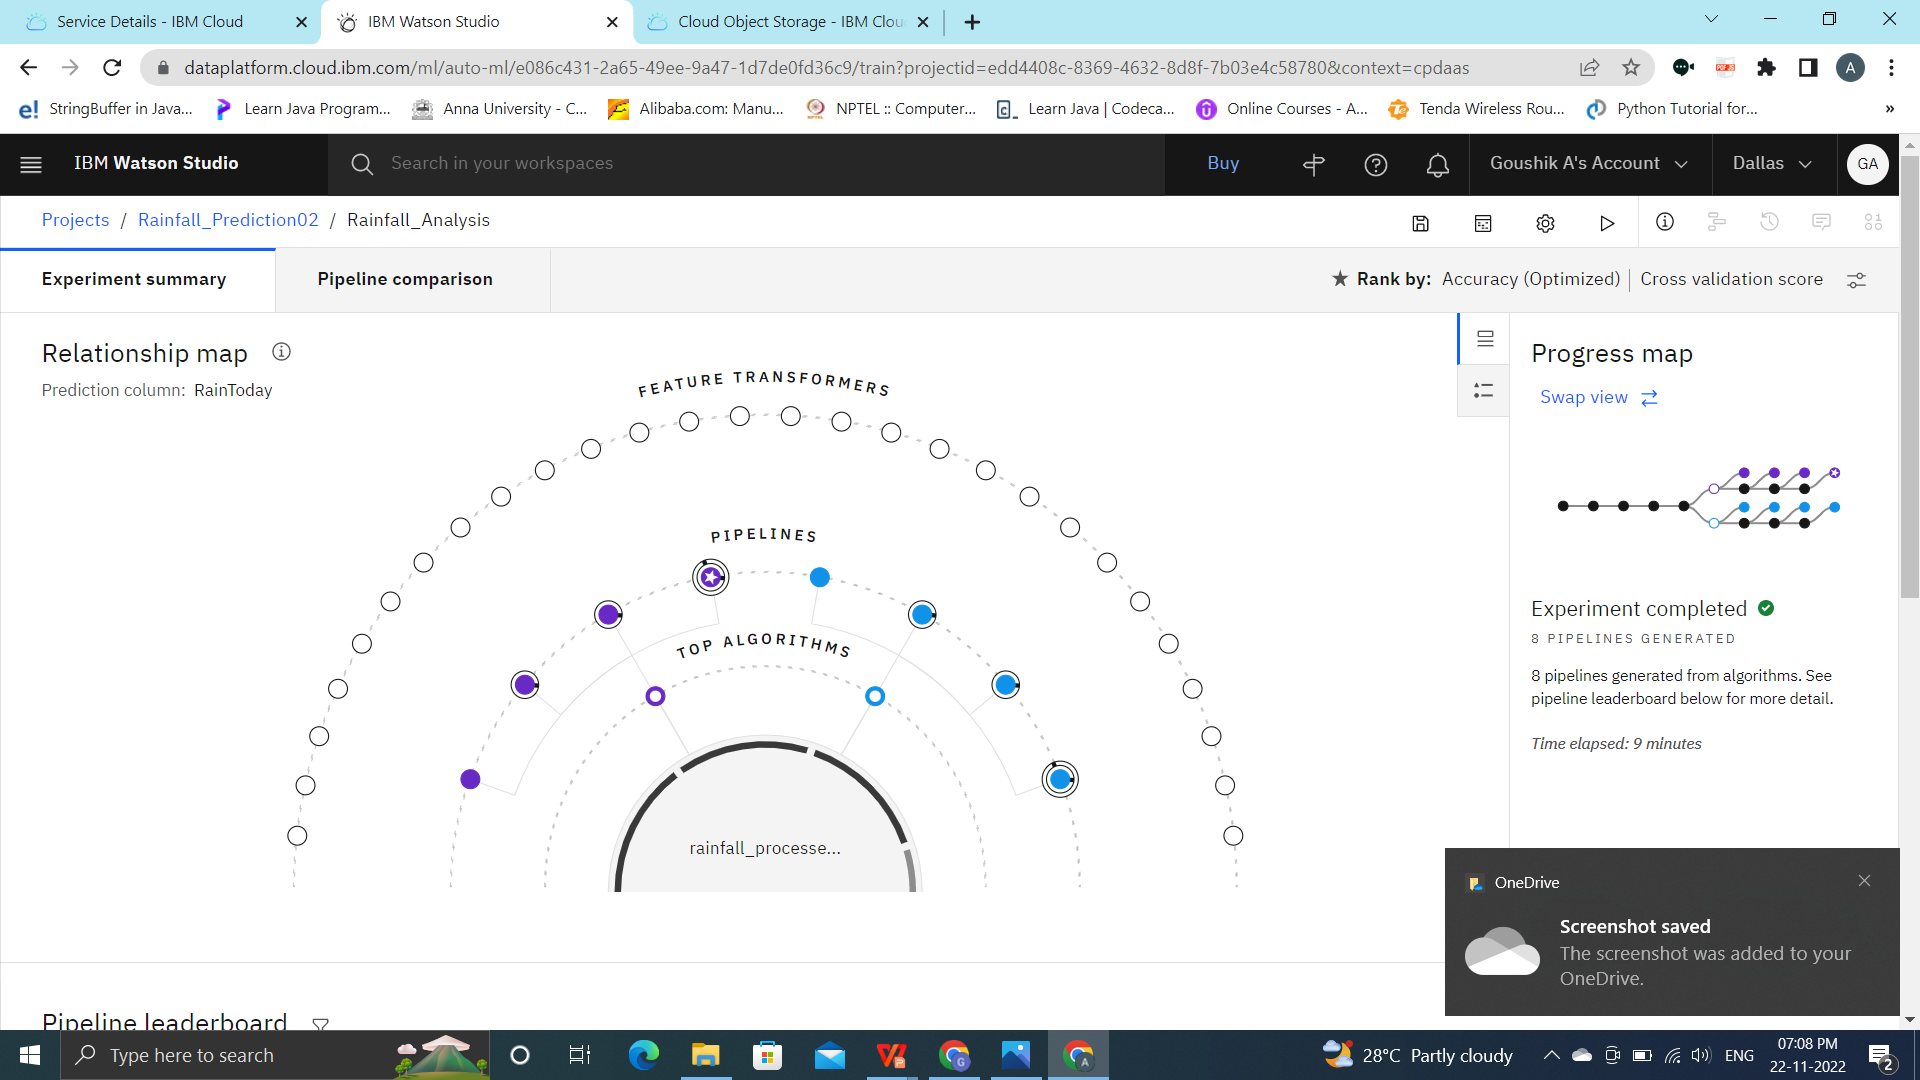 Service Details - IBM Cloud
IBM Watson Studio
Cloud Object Storage - IBM Clou
dataplatform.cloud.ibm.com/ml/auto-ml/e086c431-2a65-49ee-9a47-1d7de0fd36c9/train?projectid=edd4408c-8369-4632-8d8f-7b03e4c58780&context=cpdaas
A
e! StringBuffer in Java...
Learn Java Program...
Anna University - C...
Alibaba.com: Manu...
NPTEL :: Computer...
Learn Java | Codeca...
Online Courses - A...
Tenda Wireless Rou...
Python Tutorial for...
»
IBM Watson Studio
Search in your workspaces
Buy
Goushik A's Account
Dallas
GA
Projects / Rainfall_Prediction02 / Rainfall_Analysis
Experiment summary
Pipeline comparison
Rank by: Accuracy (Optimized) | Cross validation score
Relationship map
Prediction column: RainToday
FEATURE TRANSFORMERS
PIPELINES
TOP ALGORITHMS
rainfall_processe...
Progress map
Swap view
Experiment completed
8 PIPELINES GENERATED
8 pipelines generated from algorithms. See
pipeline leaderboard below for more detail.
Time elapsed: 9 minutes
OneDrive
Screenshot saved
The screenshot was added to your
OneDrive.
Pipeline leaderboard
Type here to search
28°C Partly cloudy
ENG
07:08 PM
22-11-2022
2